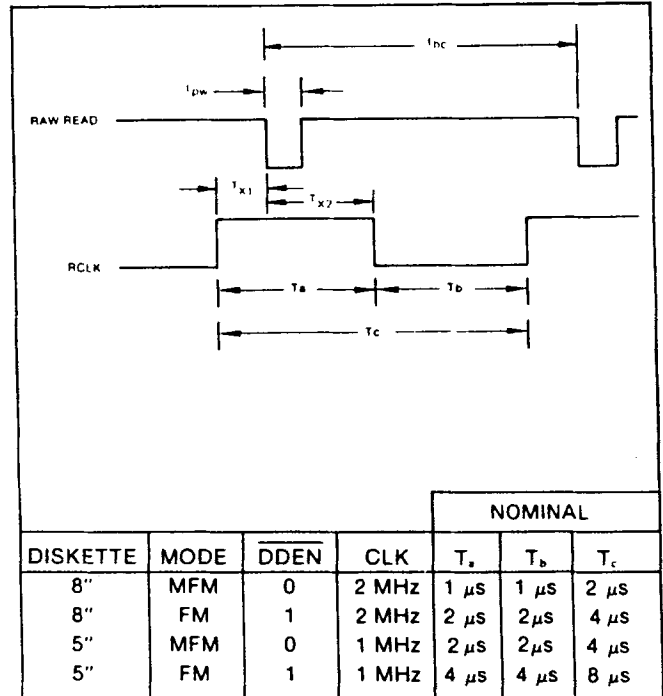 tbc
tpw
RAW READ
TX1
TX2
RCLK
Ta
Tb
Tc
NOMINAL
DISKETTE MODE DDEN CLK Ta Tb Tc
8" MFM 0 2 MHz 1 µs 1 µs 2 µs
8" FM 1 2 MHz 2 µs 2µs 4 µs
5" MFM 0 1 MHz 2 µs 2µs 4 µs
5" FM 1 1 MHz 4 µs 4 µs 8 µs